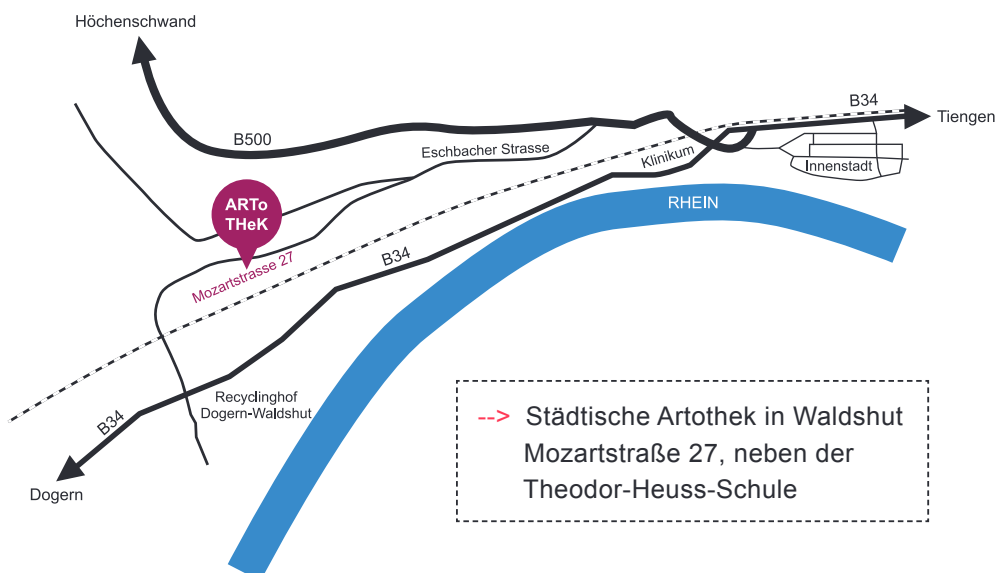 Höchenschwand
B34
Tiengen
B500
Eschbacher Strasse
Klinikum
Innenstadt
ARTo
THeK
RHEIN
B34
Mozartstrasse 27
Recyclinghof
Dogern-Waldshut
B34
Dogern
--> Städtische Artothek in Waldshut
Mozartstraße 27, neben der
Theodor-Heuss-Schule